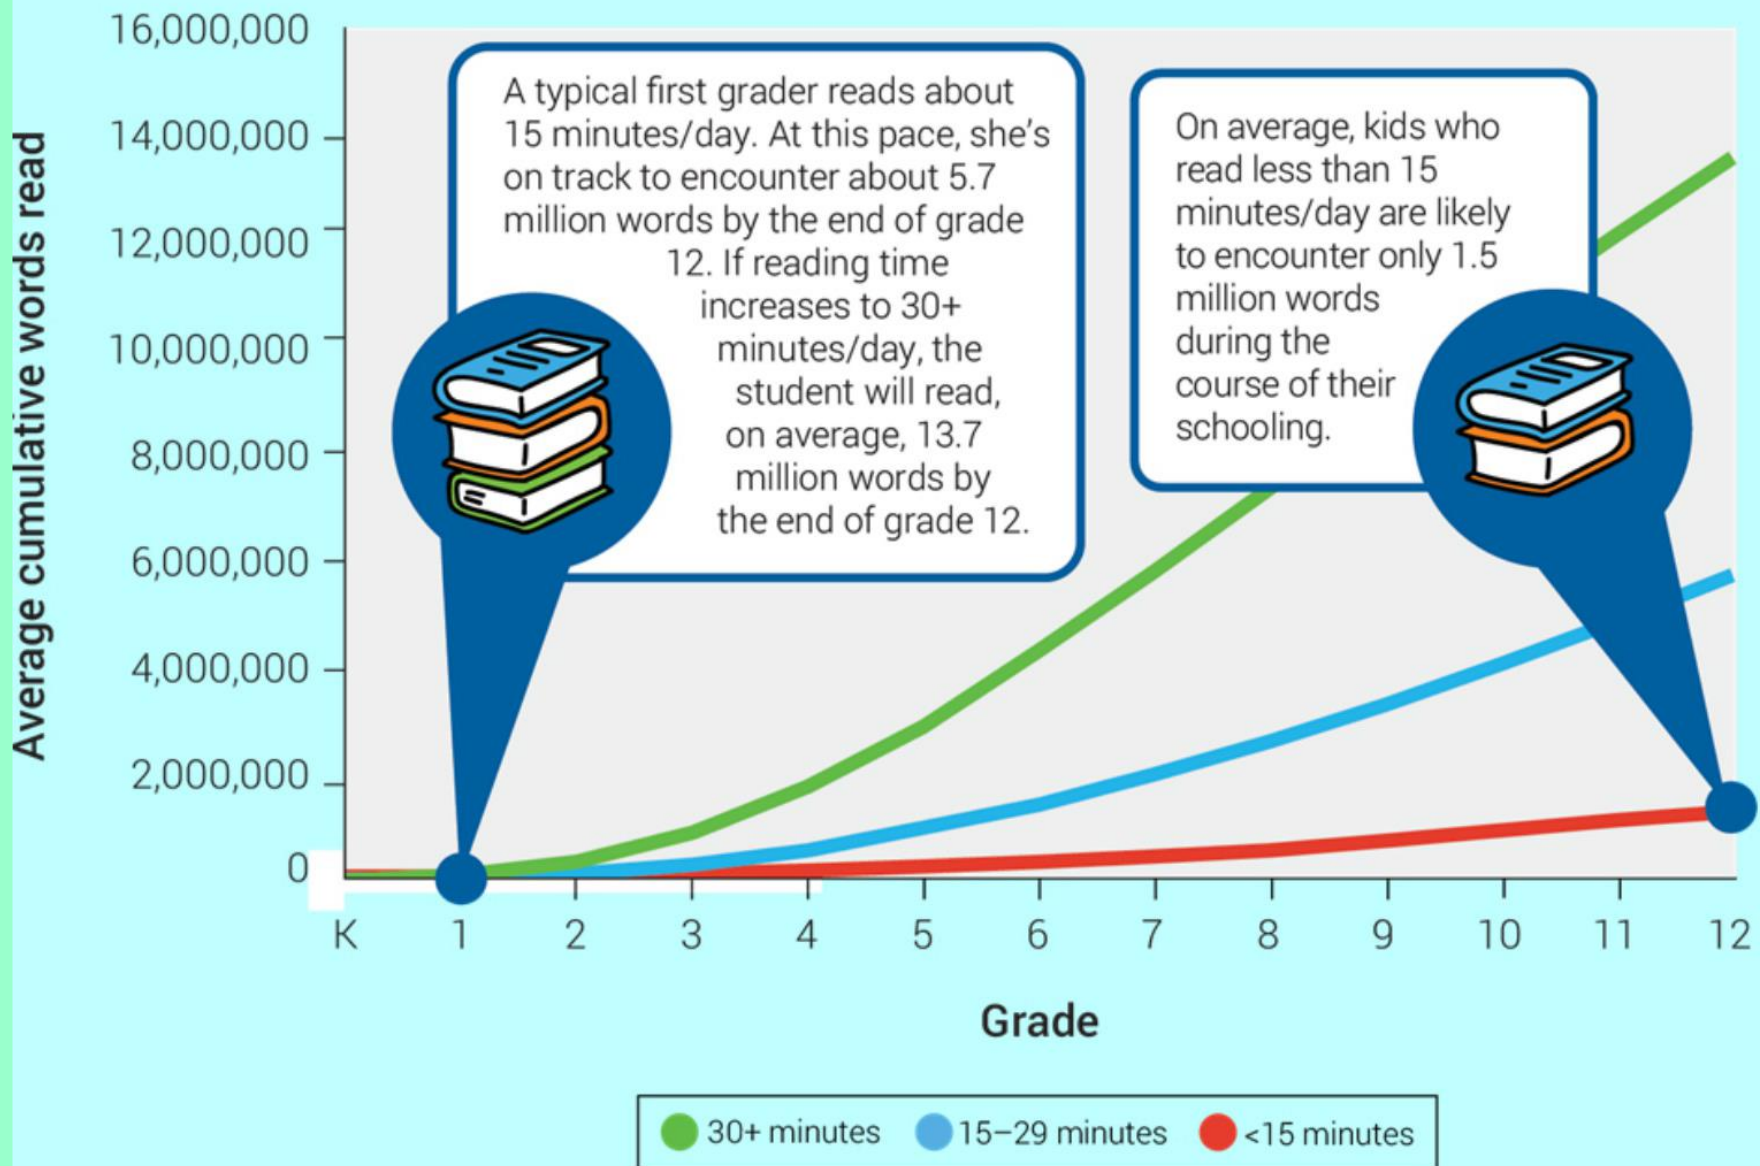 Average cumulative words read
16,000,000
14,000,000
12,000,000
10,000,000
8,000,000
6,000,000
4,000,000
2,000,000
0
A typical first grader reads about
15 minutes/day. At this pace, she's
on track to encounter about 5.7
million words by the end of grade
12. If reading time
increases to 30+
minutes/day, the
student will read,
on average, 13.7
million words by
the end of grade 12.
On average, kids who
read less than 15
minutes/day are likely
to encounter only 1.5
million words
during the
course of their
schooling.
K 1 2 3 4 5 6 7 8 9 10 11 12
Grade
30+ minutes 15–29 minutes <15 minutes